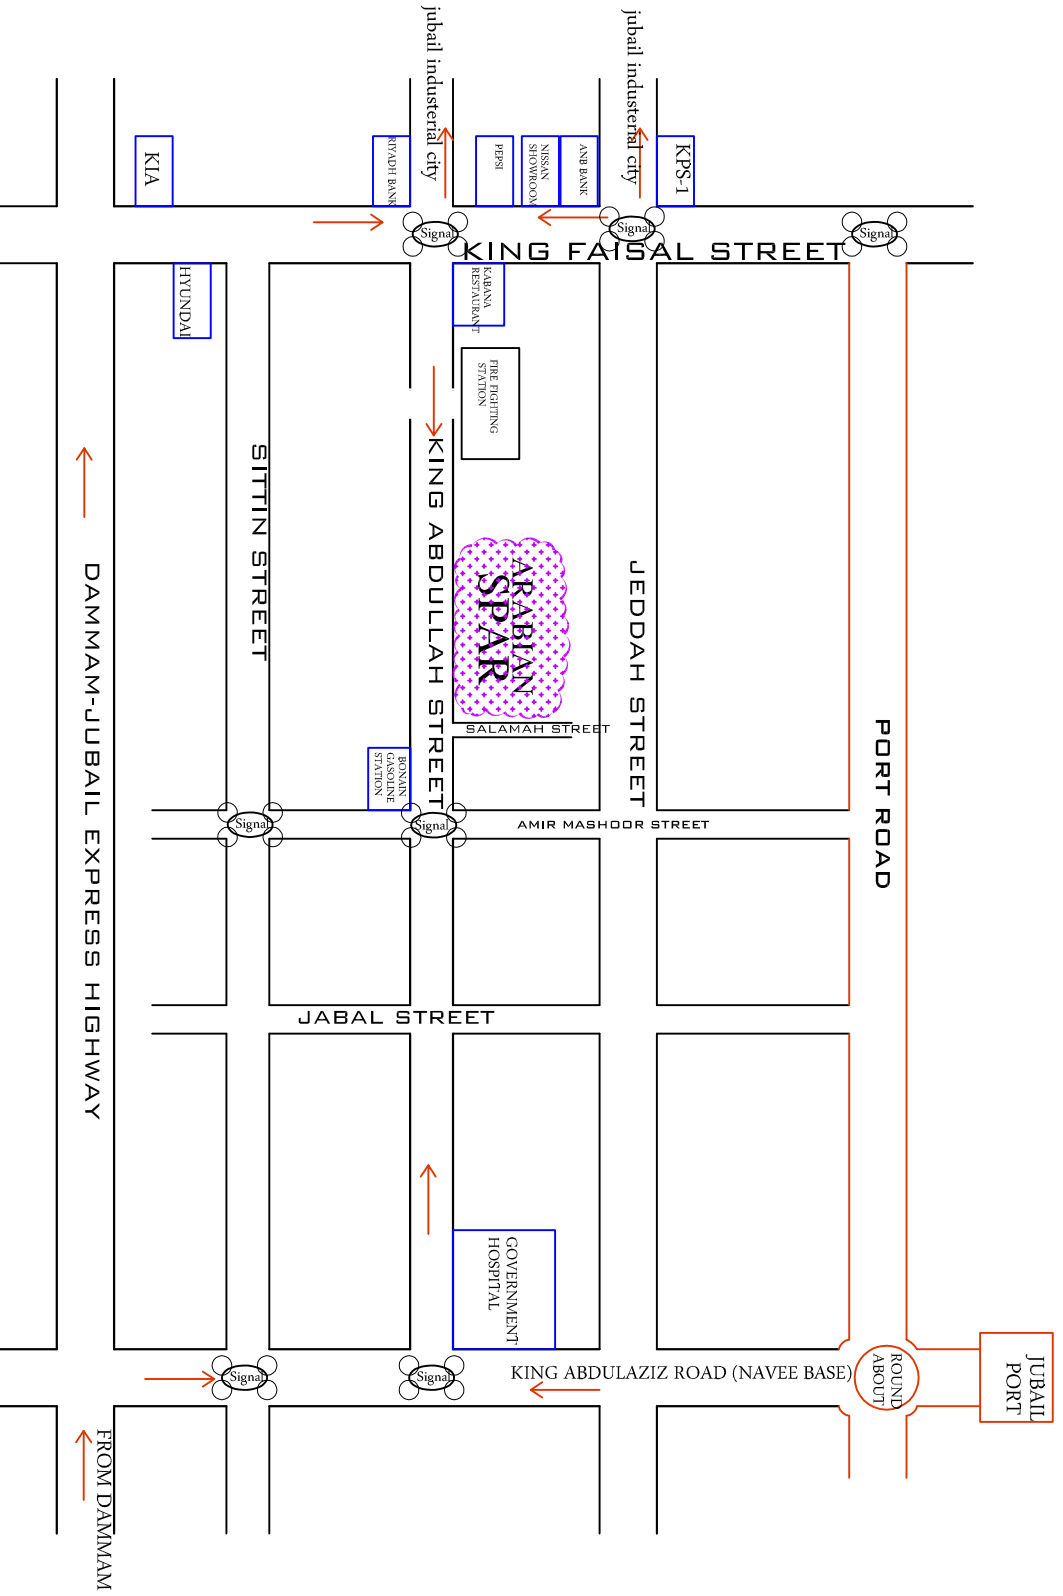 jubail industerial city
jubail industerial city
KIA
RIYADH BANK
PEPSI
NISSAN
SHOWROOM
ANB BANK
KPS-1
Signal
Signal
Signal
KING FAISAL STREET
HYUNDAI
KABANA
RESTAURANT
FIRE FIGHTING
STATION
SITTIN STREET
KING ABDULLAH STREET
ARABIAN
SPAR
JEDDAH STREET
DAMMAM-JUBAIL EXPRESS HIGHWAY
PORT ROAD
SALAMAH STREET
BONAIN
GASOLINE
STATION
Signal
Signal
AMIR MASHOOR STREET
JABAL STREET
GOVERNMENT
HOSPITAL
Signal
Signal
KING ABDULAZIZ ROAD (NAVEE BASE)
ROUND
ABOUT
JUBAIL
PORT
FROM DAMMAM